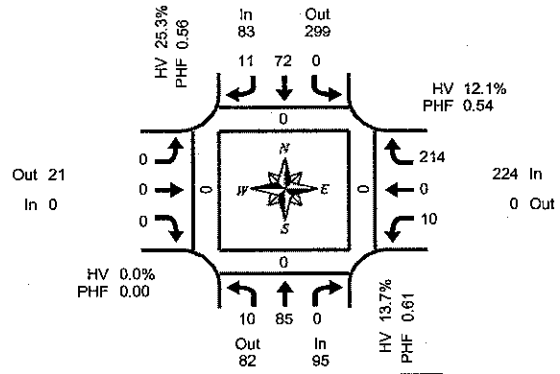 HV 25.3%
PHF 0.56
In
83
Out
299
11 72 0
HV 12.1%
PHF 0.54
0
0
0
0
Out 21
In 0
0
0
N
W E
S
0
214
0
10
224 In
0 Out
HV 0.0%
PHF 0.00
0
10 85 0
Out
82
In
95
HV 13.7%
PHF 0.61